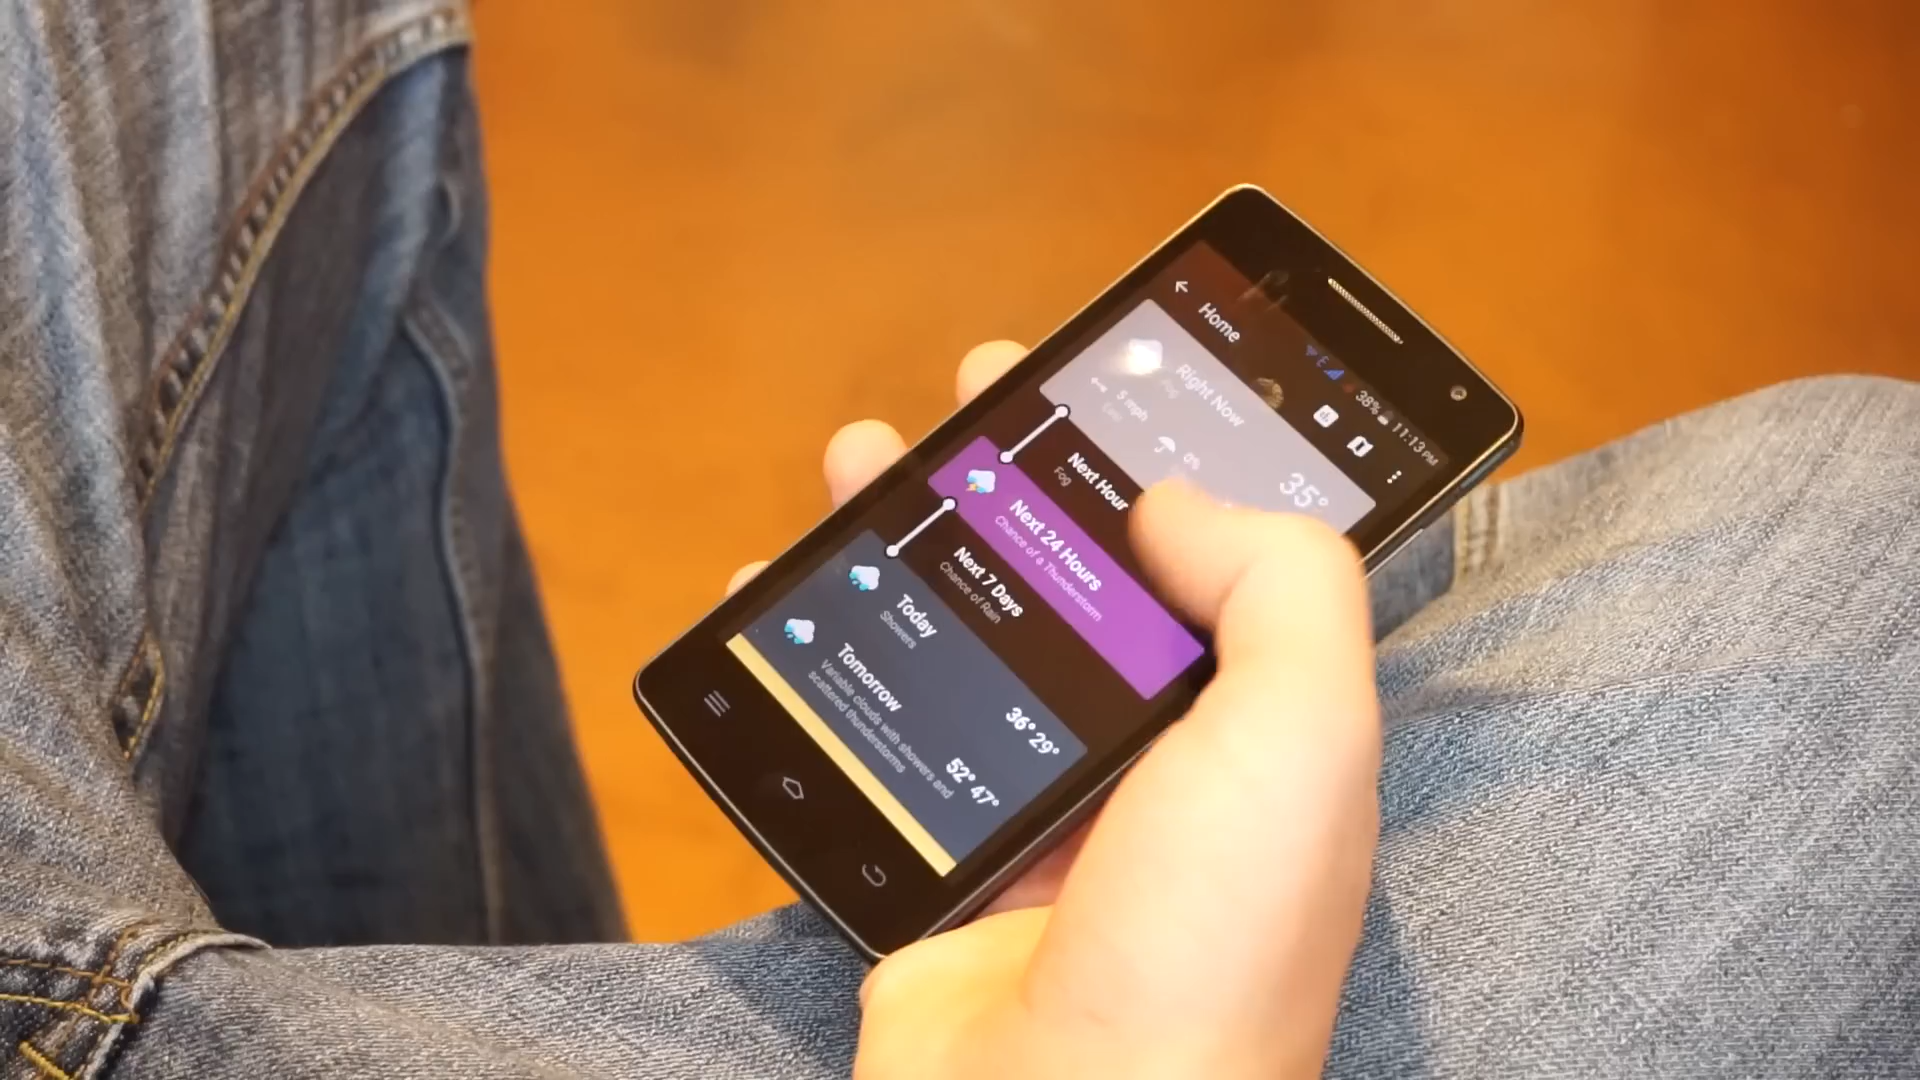 38% 11:13 PM
Home
Right Now
Fog
5 mph
0%
35°
Next Hour
Fog
Next 24 Hours
Chance of a Thunderstorm
Next 7 Days
Chance of Rain
Today
Showers
36° 29°
Tomorrow
Variable clouds with showers and
scattered thunderstorms
52° 47°